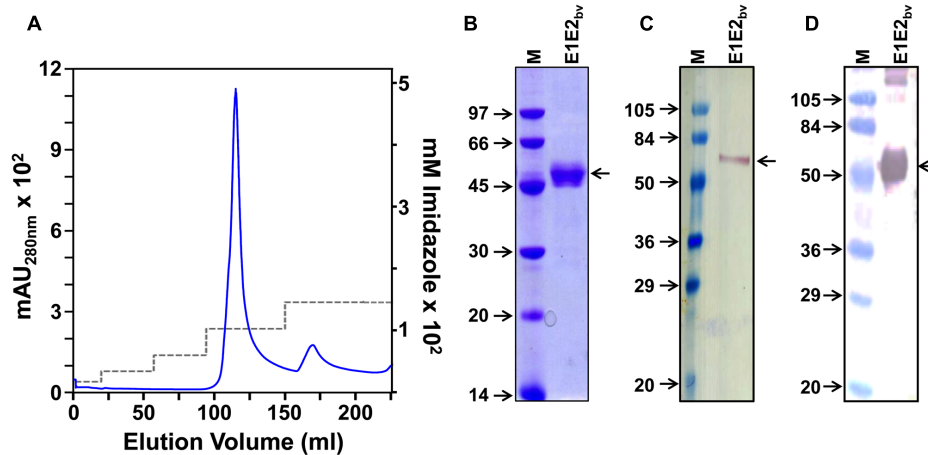 A
12
9
6
3
0
mAU280nm x 10²
5
3
1
mM Imidazole x 10²
0
50
100
150
200
Elution Volume (ml)
B
M
E1E2bv
97
66
45
30
20
14
C
M
E1E2bv
105
84
50
36
29
20
D
M
E1E2bv
105
84
50
36
29
20